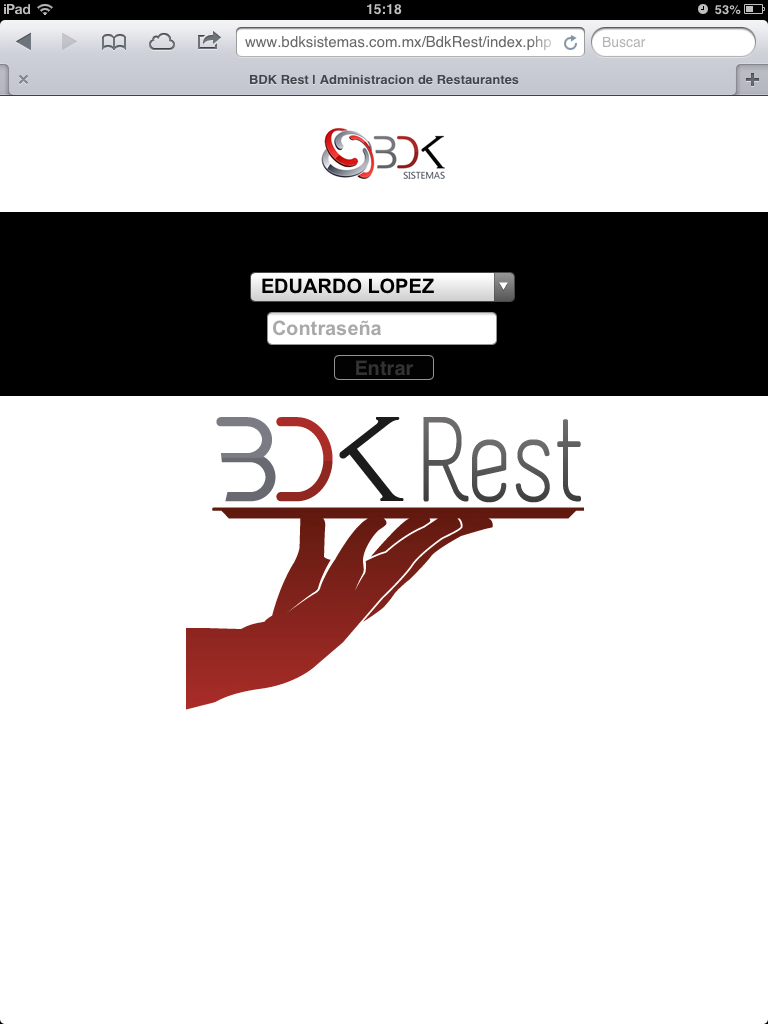 iPad 15:18 53%
www.bdksistemas.com.mx/BdkRest/index.php Buscar
BDK Rest | Administracion de Restaurantes
BDK
SISTEMAS
EDUARDO LOPEZ
Contraseña
Entrar
BDK Rest